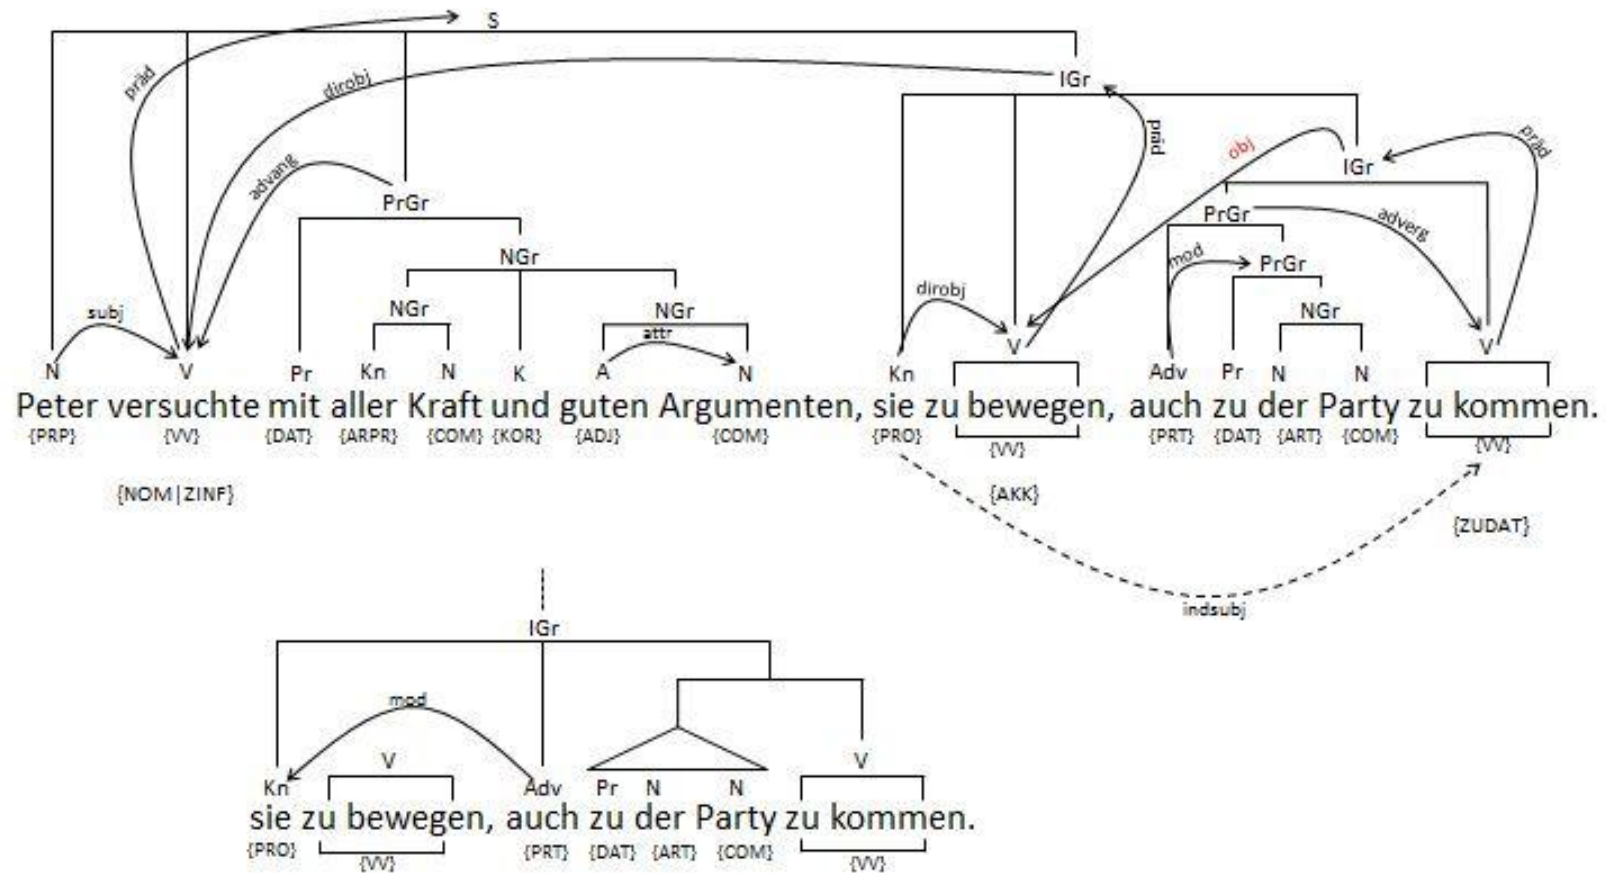 S
präd
dirobj
IGr
präd
obj
präd
IGr
advang
PrGr
PrGr
adverg
NGr
mod
PrGr
subj
NGr
NGr
attr
dirobj
NGr
N V Pr Kn N K A N Kn V Adv Pr N N V
Peter versuchte mit aller Kraft und guten Argumenten, sie zu bewegen, auch zu der Party zu kommen.
{PRP} {VV} {DAT} {ARPR} {COM} {KOR} {ADJ} {COM} {PRO} {VV} {PRT} {DAT} {ART} {COM} {VV}
{NOM|ZINF} {AKK}
{ZUDAT}
indsubj
IGr
mod
V V
Kn Adv Pr N N
sie zu bewegen, auch zu der Party zu kommen.
{PRO} {VV} {PRT} {DAT} {ART} {COM} {VV}